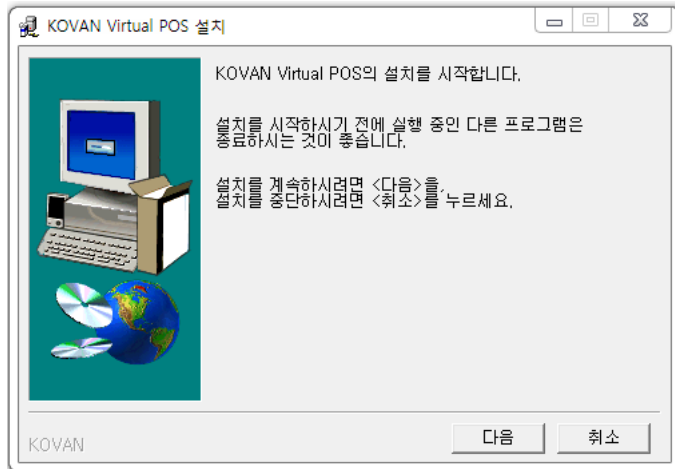 KOVAN Virtual POS 설치
KOVAN Virtual POS의 설치를 시작합니다.
설치를 시작하시기 전에 실행 중인 다른 프로그램은
종료하시는 것이 좋습니다.
설치를 계속하시려면 <다음>을,
설치를 중단하시려면 <취소>를 누르세요.
KOVAN
다음
취소